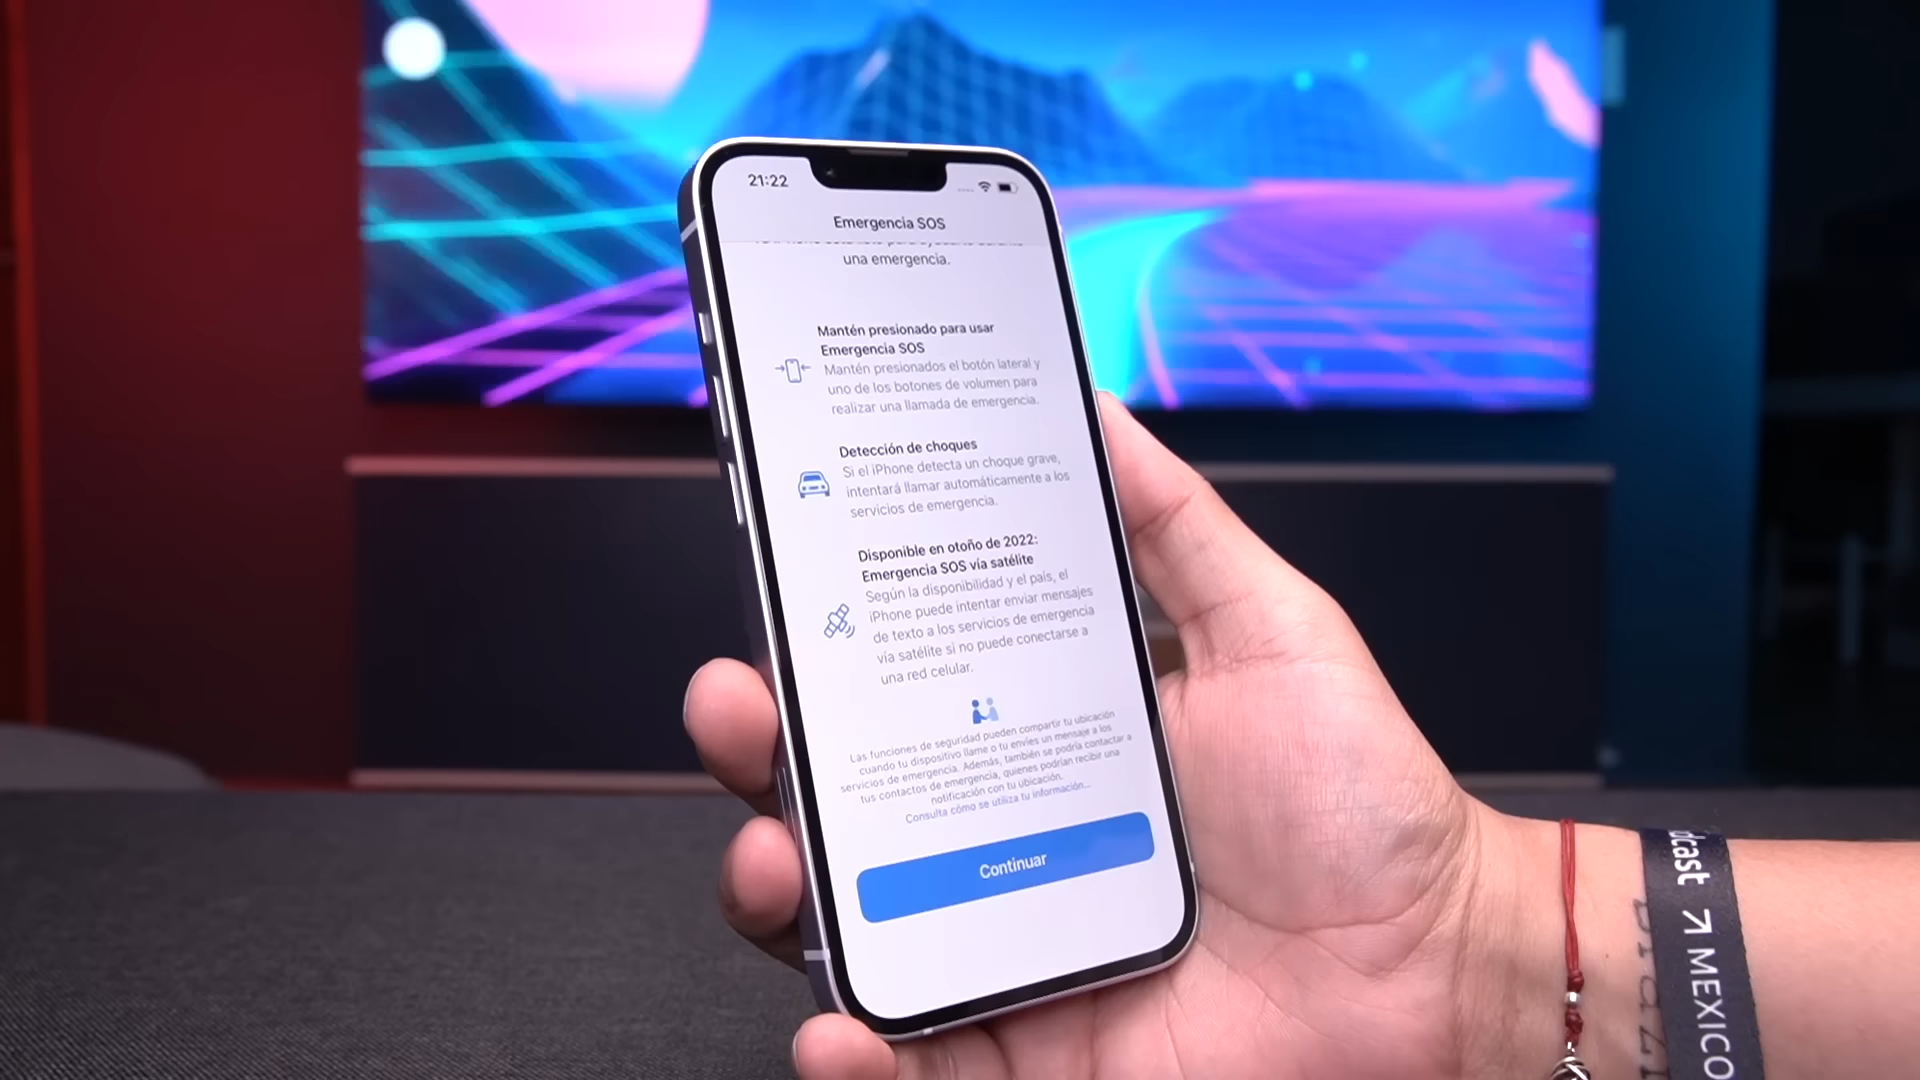 21:22
Emergencia SOS
una emergencia.
Mantén presionado para usar
Emergencia SOS
Mantén presionados el botón lateral y
uno de los botones de volumen para
realizar una llamada de emergencia.
Detección de choques
Si el iPhone detecta un choque grave,
intentará llamar automáticamente a los
servicios de emergencia.
Disponible en otoño de 2022:
Emergencia SOS vía satélite
Según la disponibilidad y el país, el
iPhone puede intentar enviar mensajes
de texto a los servicios de emergencia
vía satélite si no puede conectarse a
una red celular.
Las funciones de seguridad pueden compartir tu ubicación
cuando tu dispositivo llame o tu envíes un mensaje a los
servicios de emergencia. Además, también se podría contactar a
tus contactos de emergencia, quienes podrían recibir una
notificación con tu ubicación.
Consulta cómo se utiliza tu información...
Continuar
MEXICO